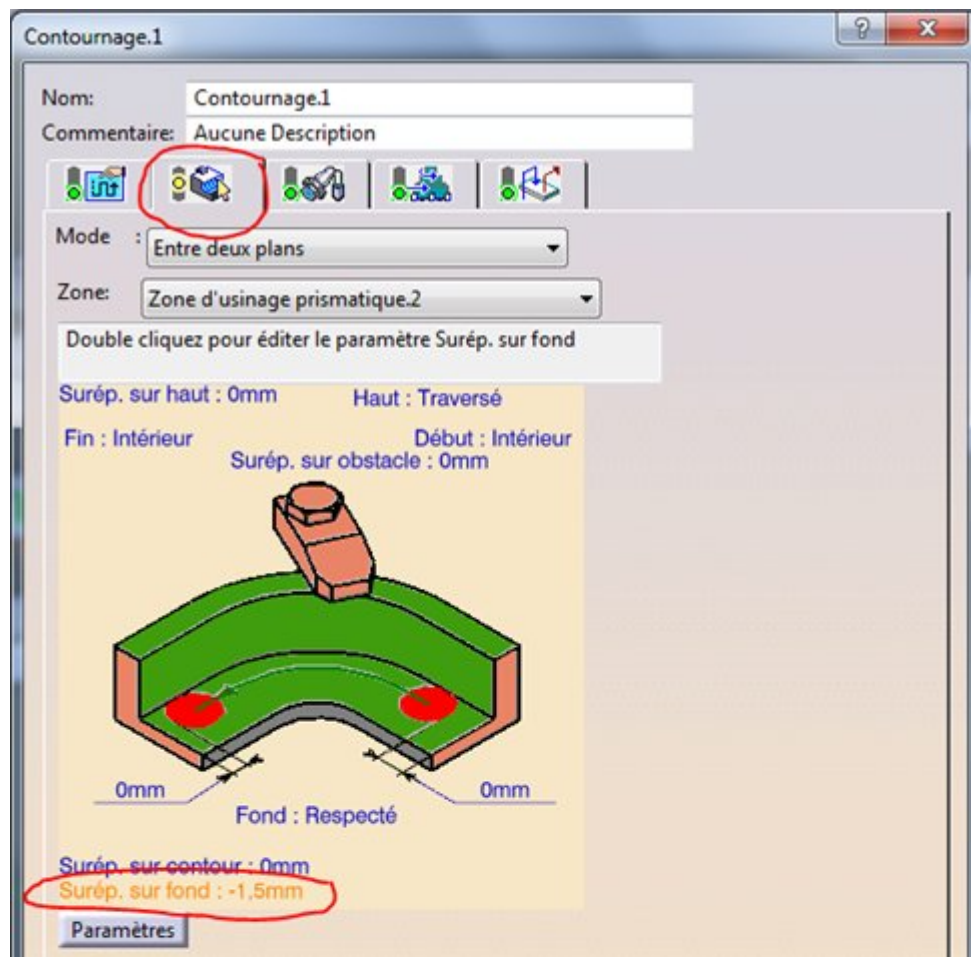 Contournage.1
Nom:
Contournage.1
Commentaire:
Aucune Description
Mode :
Entre deux plans
Zone:
Zone d'usinage prismatique.2
Double cliquez pour éditer le paramètre Surép. sur fond
Surép. sur haut : 0mm
Haut : Traversé
Fin : Intérieur
Début : Intérieur
Surép. sur obstacle : 0mm
0mm
0mm
Fond : Respecté
Surép. sur contour : 0mm
Surép. sur fond : -1,5mm
Paramètres